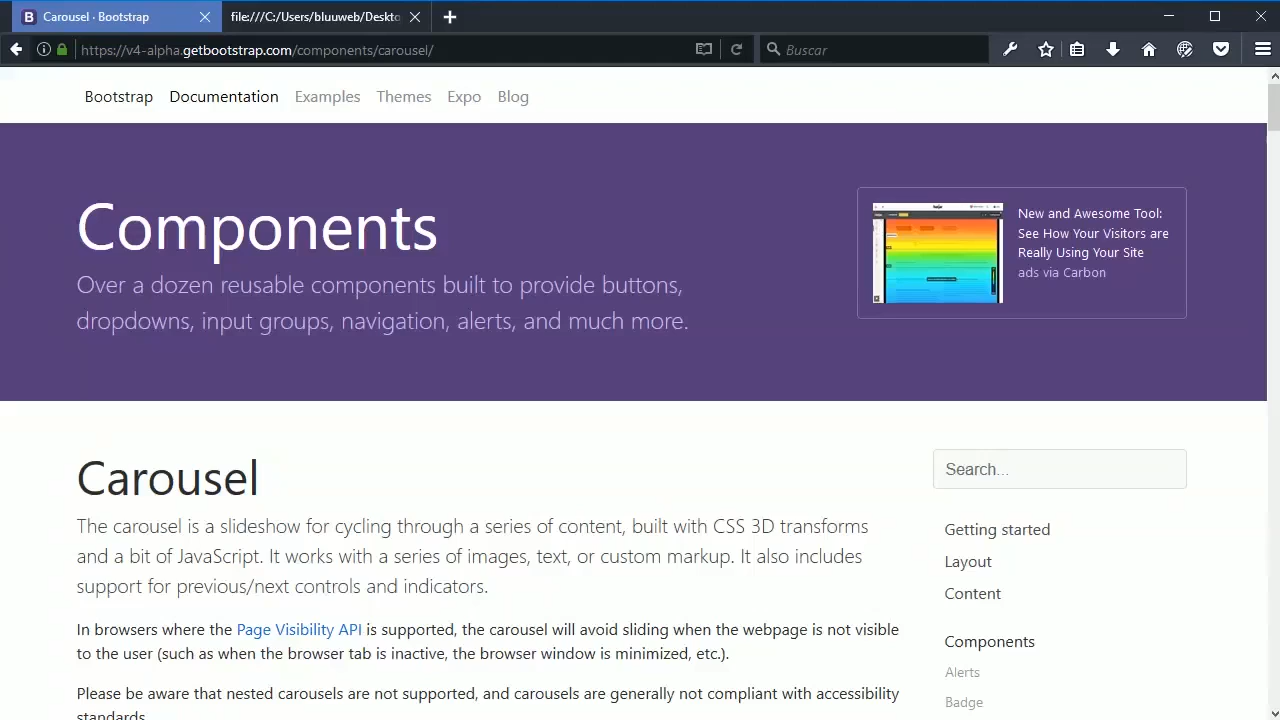 Carousel · Bootstrap
file:///C:/Users/bluuweb/Deskto
https://v4-alpha.getbootstrap.com/components/carousel/
Buscar
Bootstrap Documentation Examples Themes Expo Blog
Components
Over a dozen reusable components built to provide buttons,
dropdowns, input groups, navigation, alerts, and much more.
New and Awesome Tool:
See How Your Visitors are
Really Using Your Site
ads via Carbon
Carousel
The carousel is a slideshow for cycling through a series of content, built with CSS 3D transforms
and a bit of JavaScript. It works with a series of images, text, or custom markup. It also includes
support for previous/next controls and indicators.
In browsers where the Page Visibility API is supported, the carousel will avoid sliding when the webpage is not visible
to the user (such as when the browser tab is inactive, the browser window is minimized, etc.).
Please be aware that nested carousels are not supported, and carousels are generally not compliant with accessibility
standards.
Search...
Getting started
Layout
Content
Components
Alerts
Badge